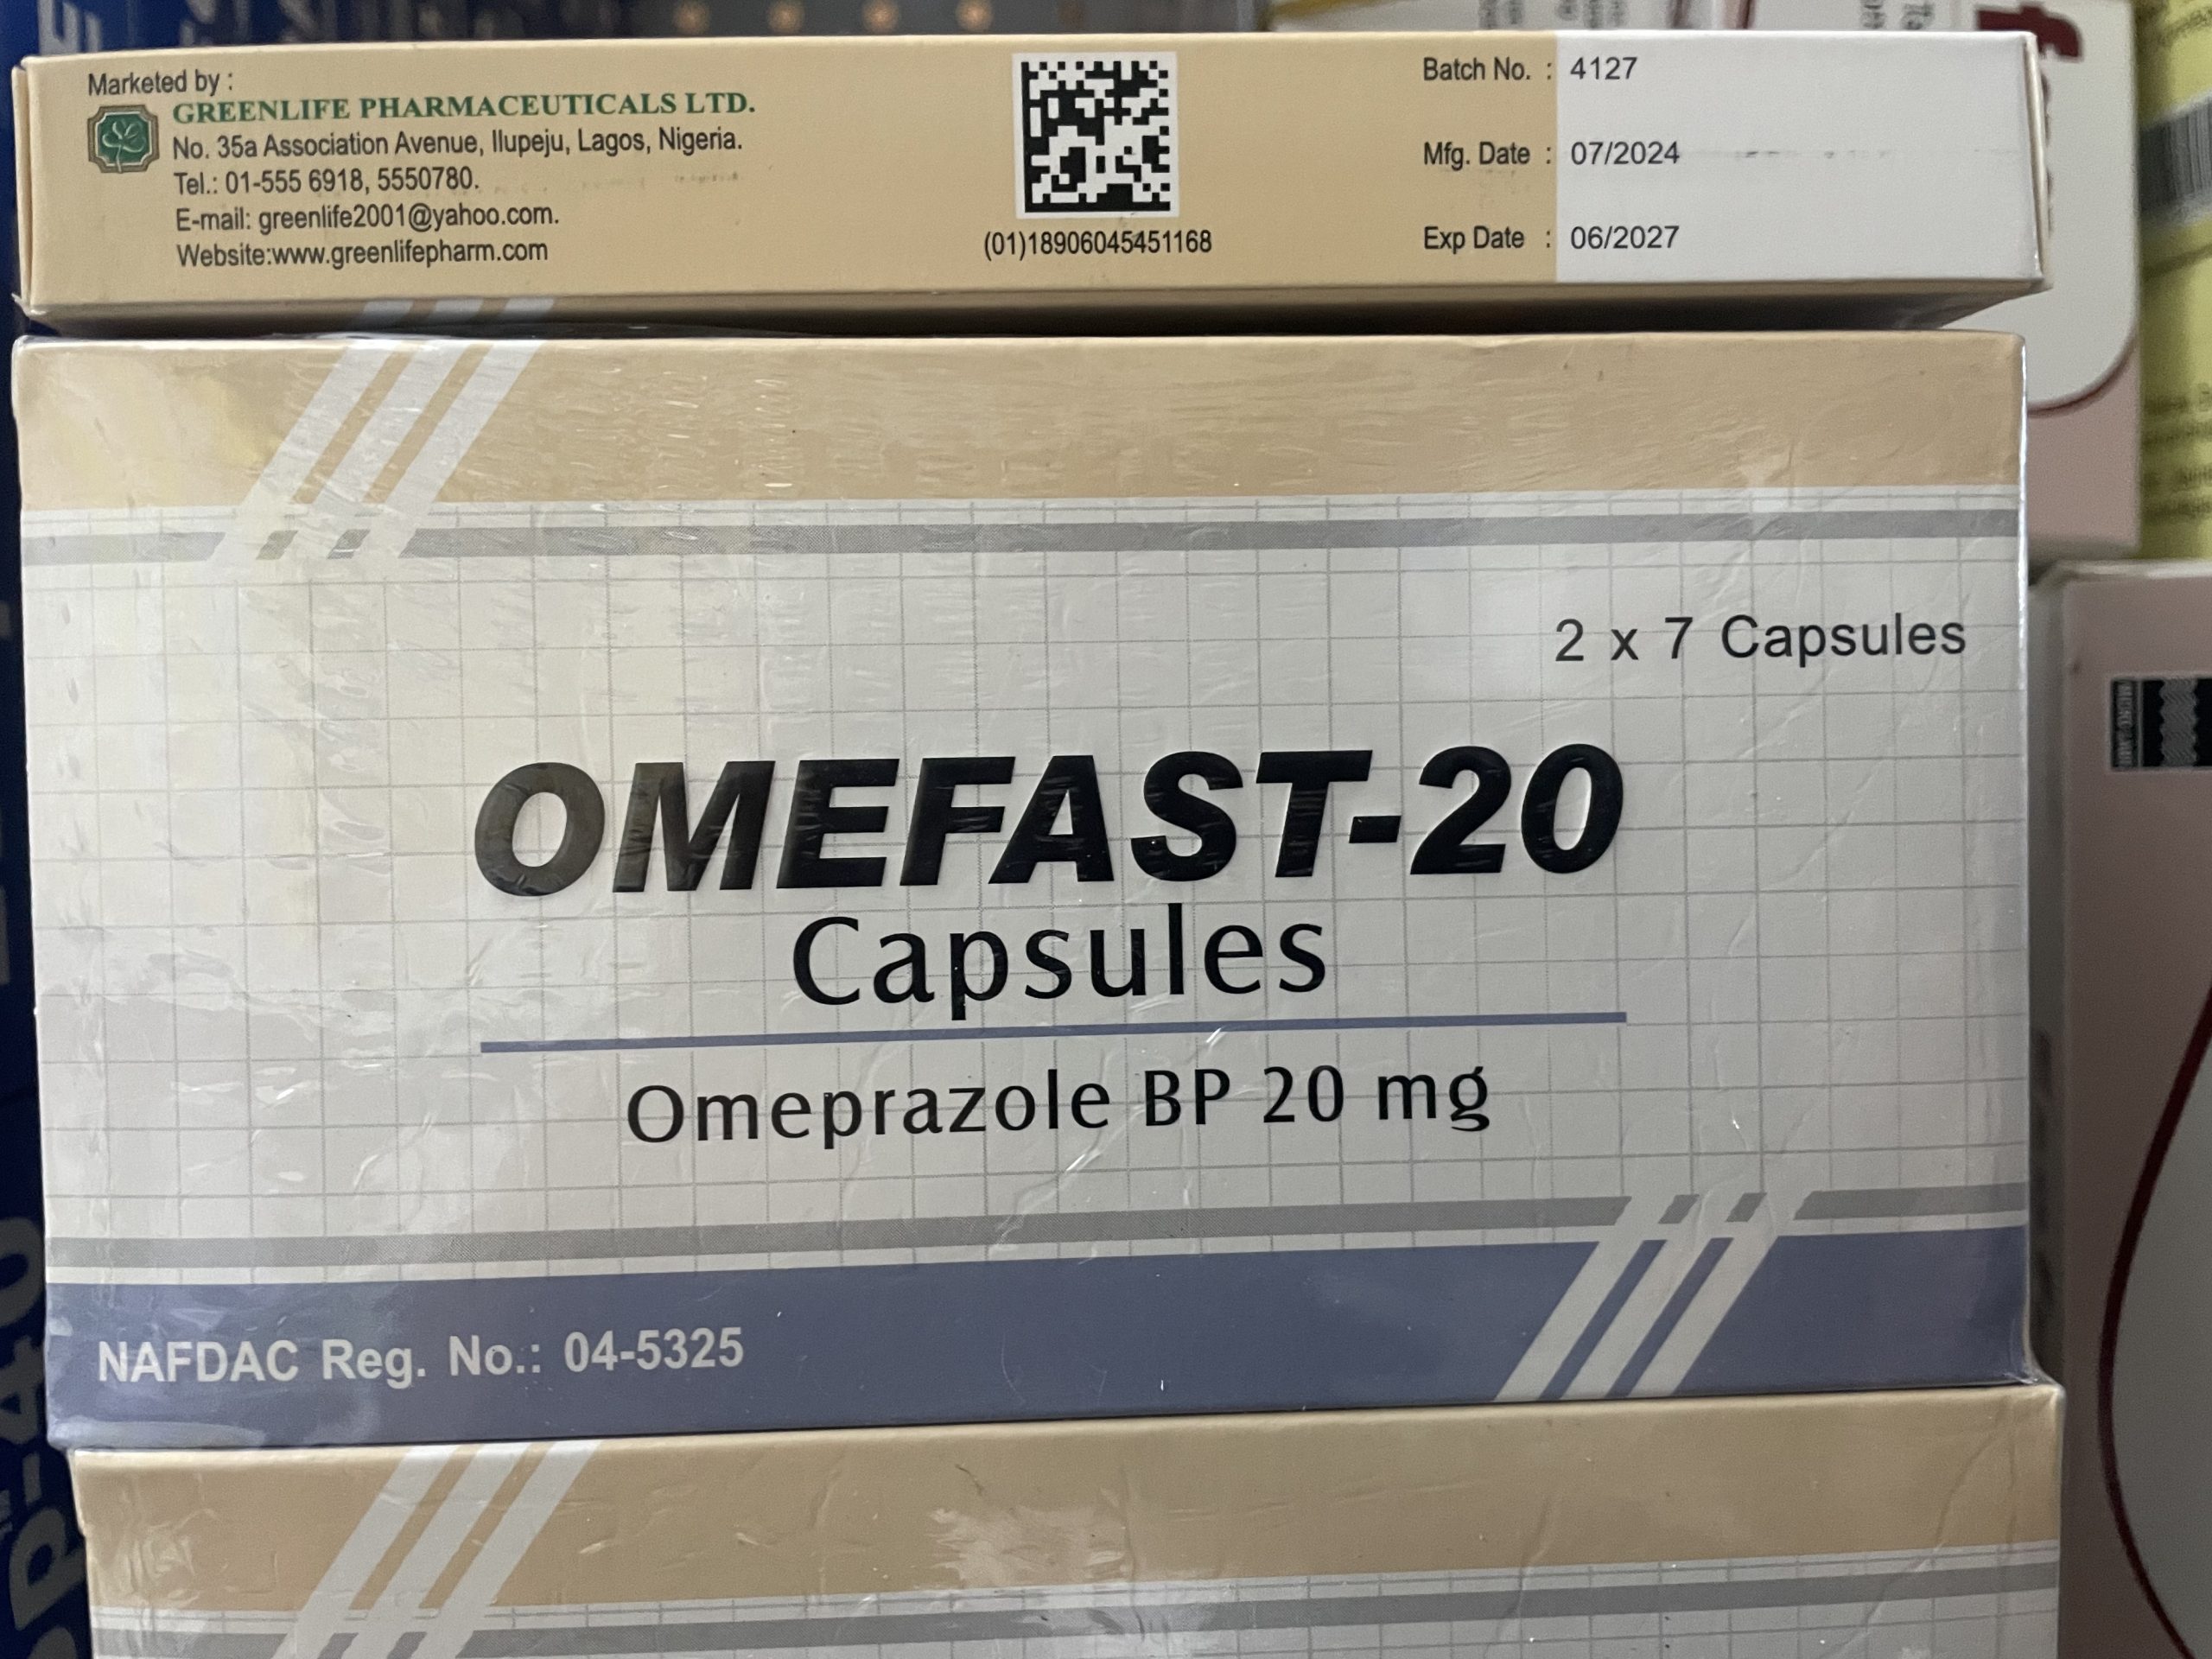 Marketed by :
GREENLIFE PHARMACEUTICALS LTD.
No. 35a Association Avenue, Ilupeju, Lagos, Nigeria.
Tel.: 01-555 6918, 5550780.
E-mail: greenlife2001@yahoo.com.
Website:www.greenlifepharm.com
(01)18906045451168
Batch No. : 4127
Mfg. Date : 07/2024
Exp Date : 06/2027
2 x 7 Capsules
OMEFAST-20
Capsules
Omeprazole BP 20 mg
NAFDAC Reg. No.: 04-5325